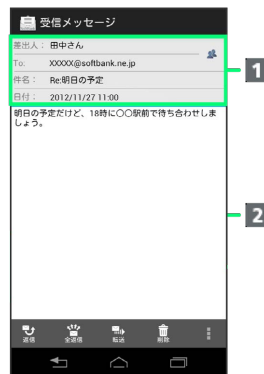 受信メッセージ
差出人： 田中さん
To: XXXXX@softbank.ne.jp
件名： Re:明日の予定
日付： 2012/11/27 11:00
1
明日の予定だけど、18時に〇〇駅前で待ち合わせしま
しょう。
2
返信 全返信 転送 削除